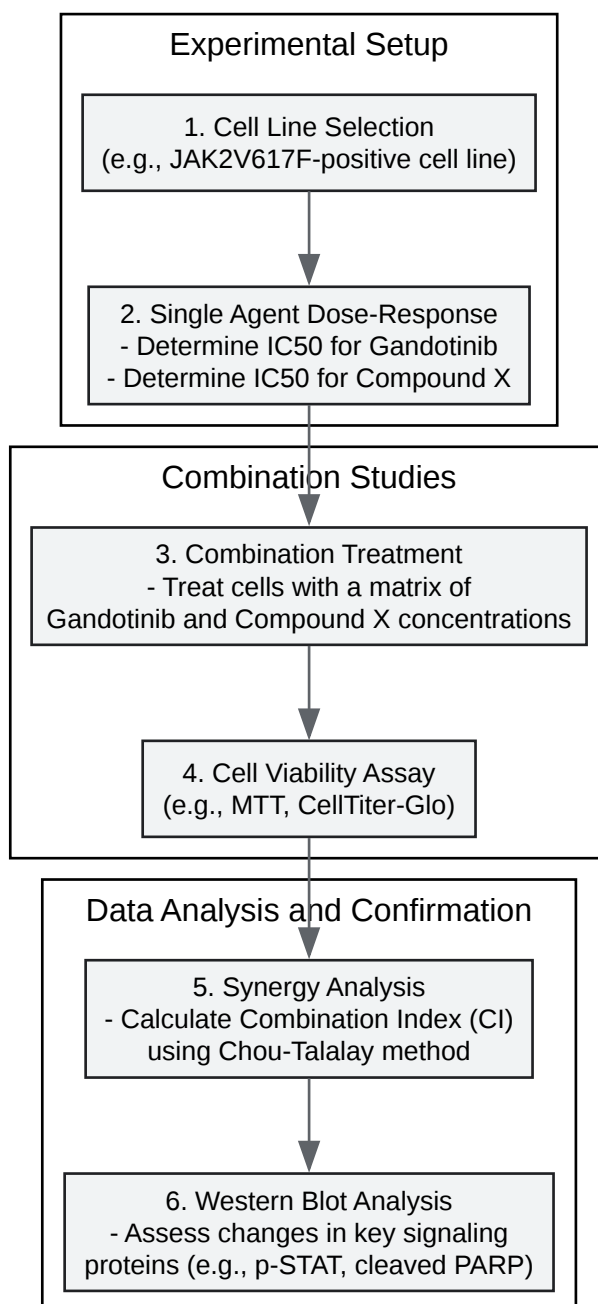 Experimental Setup
1. Cell Line Selection
(e.g., JAK2V617F-positive cell line)
2. Single Agent Dose-Response
- Determine IC50 for Gandotinib
- Determine IC50 for Compound X
Combination Studies
3. Combination Treatment
- Treat cells with a matrix of
Gandotinib and Compound X concentrations
4. Cell Viability Assay
(e.g., MTT, CellTiter-Glo)
Data Analysis and Confirmation
5. Synergy Analysis
- Calculate Combination Index (CI)
using Chou-Talalay method
6. Western Blot Analysis
- Assess changes in key signaling
proteins (e.g., p-STAT, cleaved PARP)